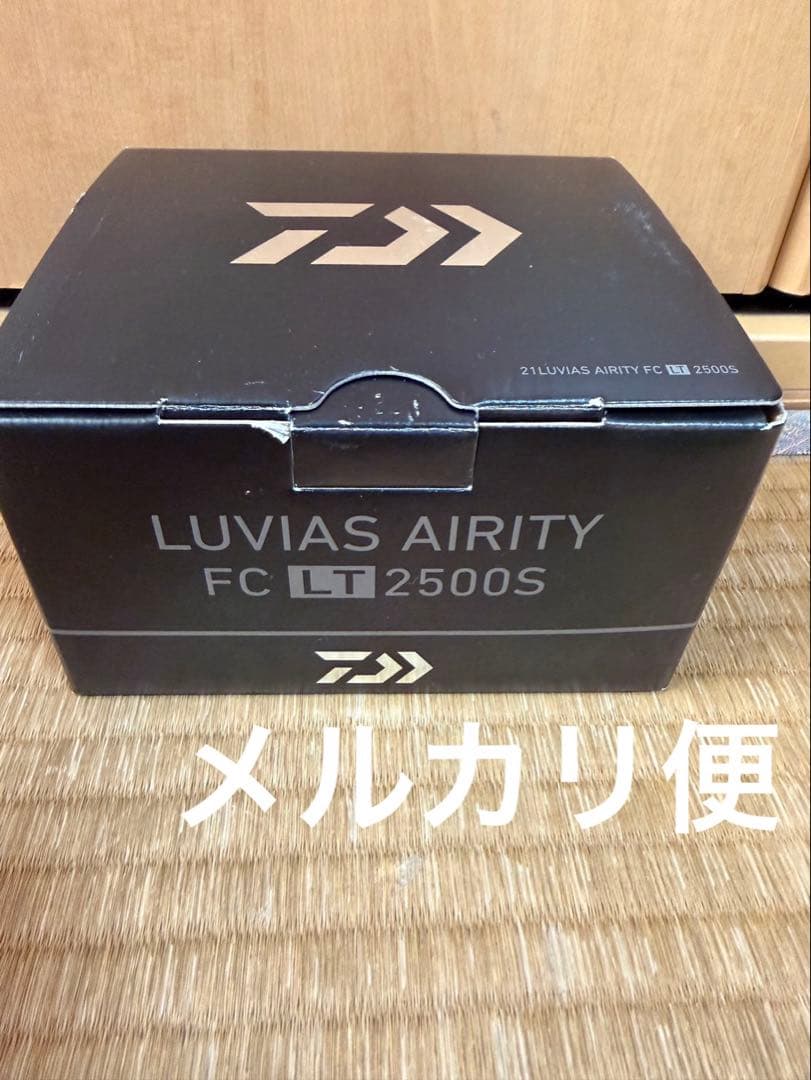 21LUVIAS AIRITY FC LT 2500S
LUVIAS AIRITY
FC LT 2500S
メルカリ便